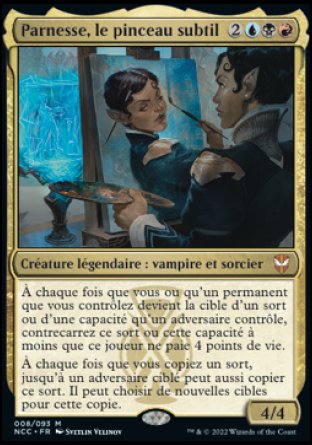 Parnesse, le pinceau subtil 2
Créature légendaire : vampire et sorcier
À chaque fois que vous ou qu'un permanent
que vous contrôlez devient la cible d'un sort
ou d'une capacité qu'un adversaire contrôle,
contrecarrez ce sort ou cette capacité à
moins que ce joueur ne paie 4 points de vie.
À chaque fois que vous copiez un sort,
jusqu'à un adversaire cible peut aussi copier
ce sort. Il peut choisir de nouvelles cibles
pour cette copie.
4/4
008/093 M
NCC • FR SVETLIN VELINOV
™ & © 2022 Wizards of the Coast